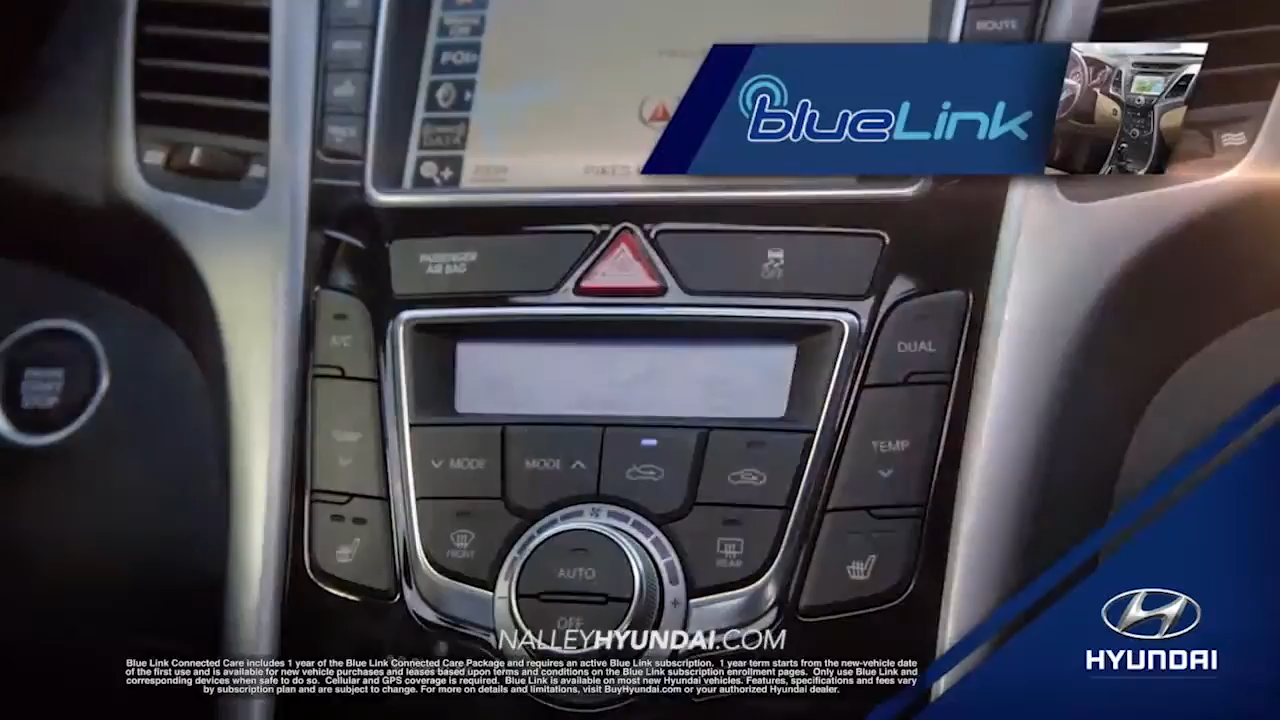 ROUTE
POI
DATA
blueLink
PASSENGER
AIR BAG
OFF
A/C
DUAL
TEMP
TEMP
MODE
MODE
FRONT
REAR
AUTO
OFF
NALLEYHYUNDAI.COM
HYUNDAI
Blue Link Connected Care includes 1 year of the Blue Link Connected Care Package and requires an active Blue Link subscription. 1 year term starts from the new-vehicle date
of the first use and is available for new vehicle purchases and leases based upon terms and conditions on the Blue Link subscription enrollment pages. Only use Blue Link and
corresponding devices when safe to do so. Cellular and GPS coverage is required. Blue Link is available on most new Hyundai vehicles. Features, specifications and fees vary
by subscription plan and are subject to change. For more on details and limitations, visit BuyHyundai.com or your authorized Hyundai dealer.